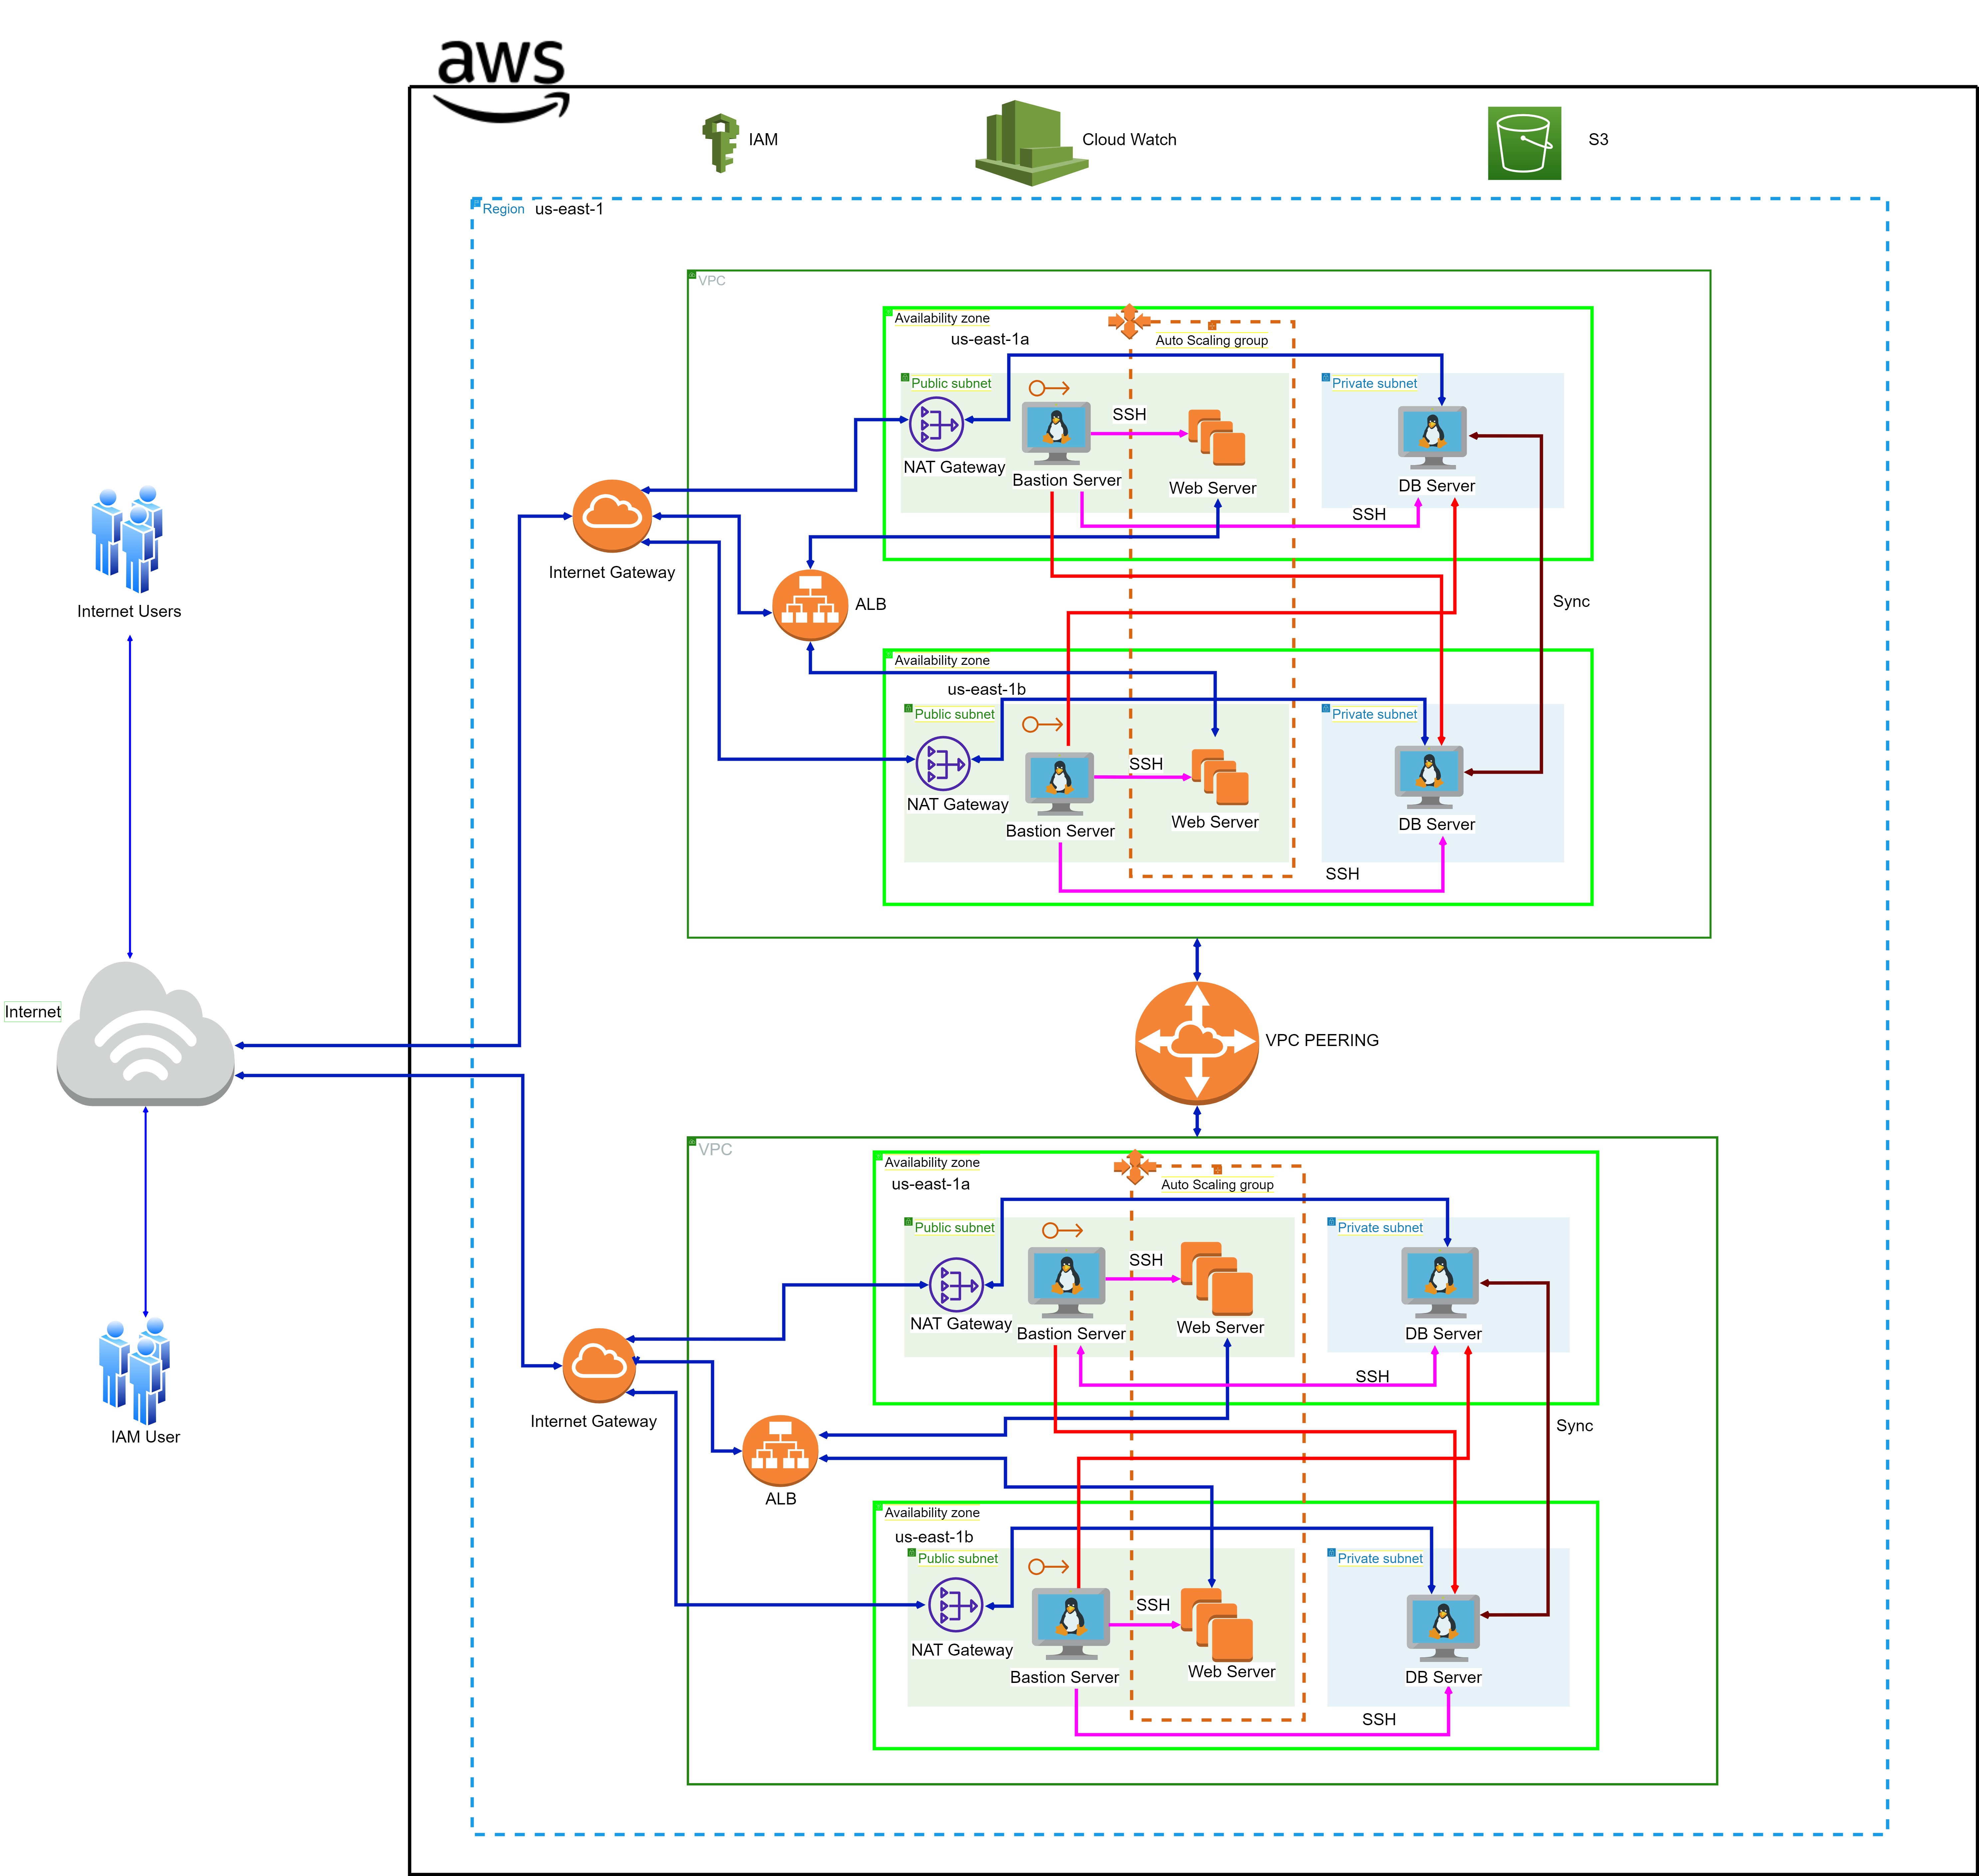 aws
IAM
Cloud Watch
S3
Region
us-east-1
VPC
Availability zone
us-east-1a
Auto Scaling group
Public subnet
Private subnet
SSH
NAT Gateway
Bastion Server
Web Server
DB Server
SSH
Internet Gateway
ALB
Sync
Internet Users
Availability zone
us-east-1b
Public subnet
Private subnet
SSH
NAT Gateway
Bastion Server
Web Server
DB Server
SSH
Internet
VPC PEERING
VPC
Availability zone
us-east-1a
Auto Scaling group
Public subnet
Private subnet
SSH
NAT Gateway
Bastion Server
Web Server
DB Server
SSH
Internet Gateway
IAM User
Sync
ALB
Availability zone
us-east-1b
Public subnet
Private subnet
SSH
NAT Gateway
Bastion Server
Web Server
DB Server
SSH